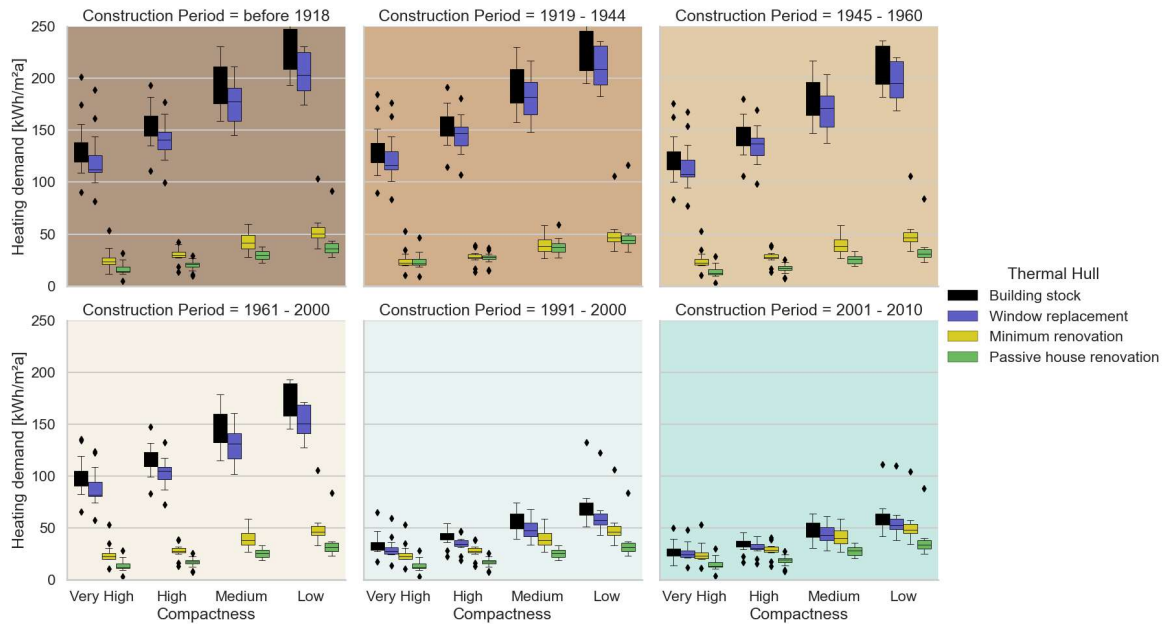 Construction Period = before 1918
Construction Period = 1919 - 1944
Construction Period = 1945 - 1960
Heating demand [kWh/m²a]
250
200
150
100
50
0
Thermal Hull
Building stock
Window replacement
Minimum renovation
Passive house renovation
Construction Period = 1961 - 2000
Construction Period = 1991 - 2000
Construction Period = 2001 - 2010
Heating demand [kWh/m²a]
250
200
150
100
50
0
Very High High Medium Low
Compactness
Very High High Medium Low
Compactness
Very High High Medium Low
Compactness